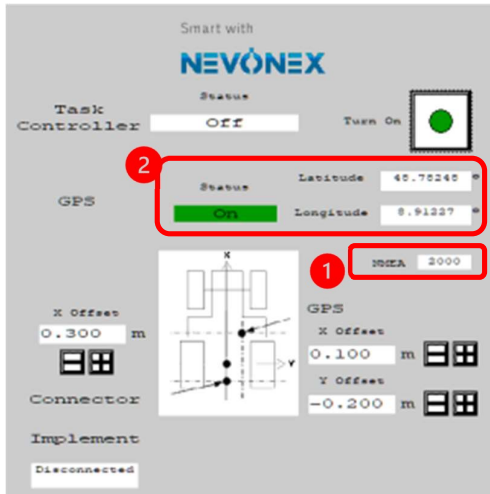 Smart with
NEVONEX
Status
Task
Controller
Off
Turn On
2
GPS
Status
On
Latitude 48.78248 °
Longitude 8.91227 °
1
NMEA 2000
X
Y
X Offset
0.300 m
Connector
GPS
X Offset
0.100 m
Y Offset
-0.200 m
Implement
Disconnected